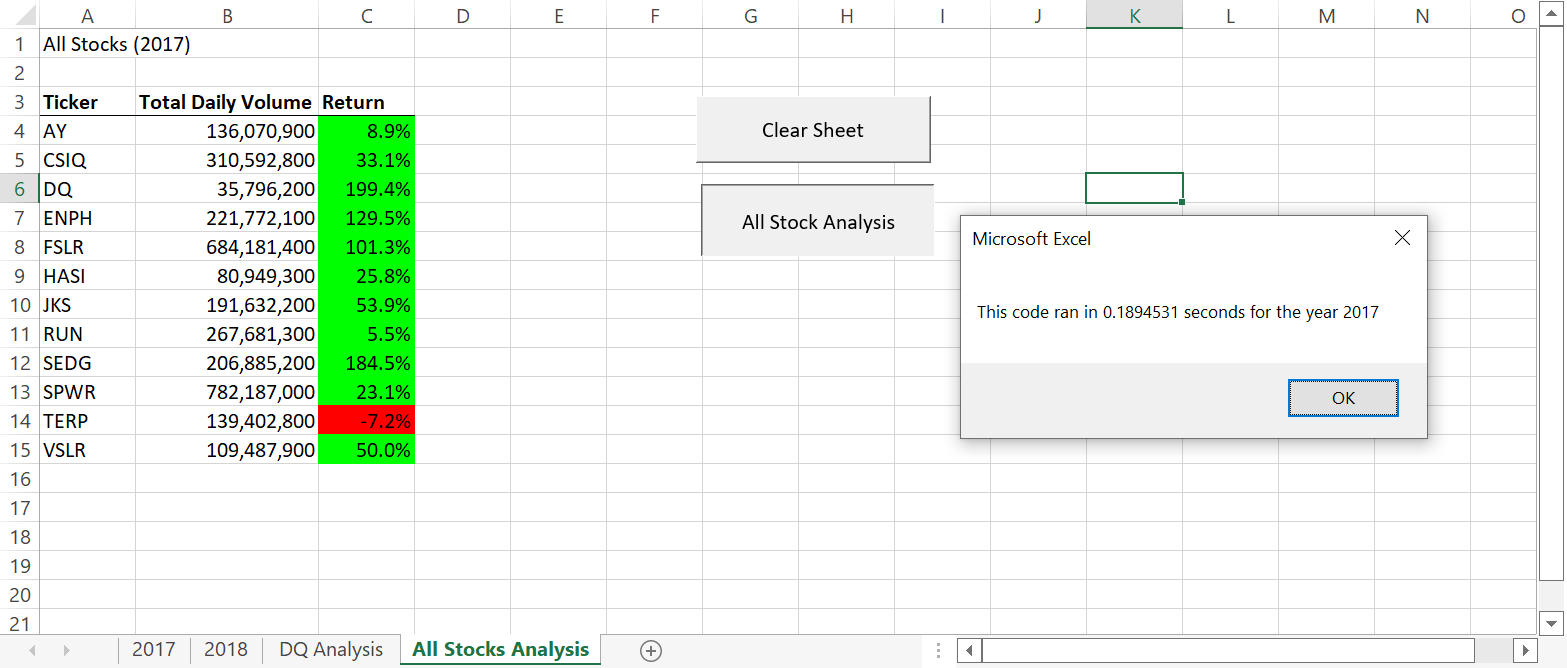 A B C D E F G H I J K L M N O
1 All Stocks (2017)
2
3 Ticker Total Daily Volume Return
4 AY 136,070,900 8.9%
Clear Sheet
5 CSIQ 310,592,800 33.1%
6 DQ 35,796,200 199.4%
7 ENPH 221,772,100 129.5%
All Stock Analysis
8 FSLR 684,181,400 101.3%
Microsoft Excel
9 HASI 80,949,300 25.8%
10 JKS 191,632,200 53.9%
This code ran in 0.1894531 seconds for the year 2017
11 RUN 267,681,300 5.5%
12 SEDG 206,885,200 184.5%
13 SPWR 782,187,000 23.1%
OK
14 TERP 139,402,800 -7.2%
15 VSLR 109,487,900 50.0%
16
17
18
19
20
21
2017 2018 DQ Analysis All Stocks Analysis